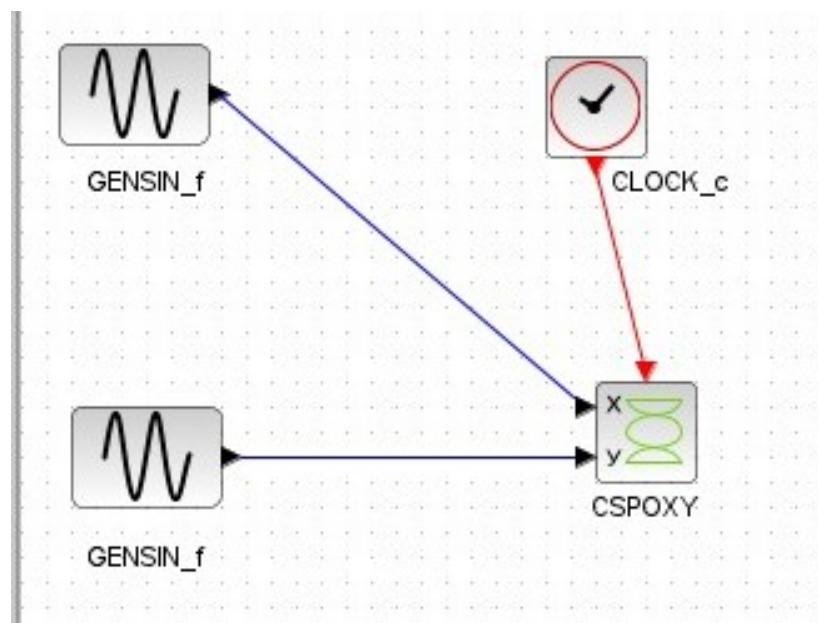 GENSIN_f
CLOCK_c
X
y
CSPOXY
GENSIN_f